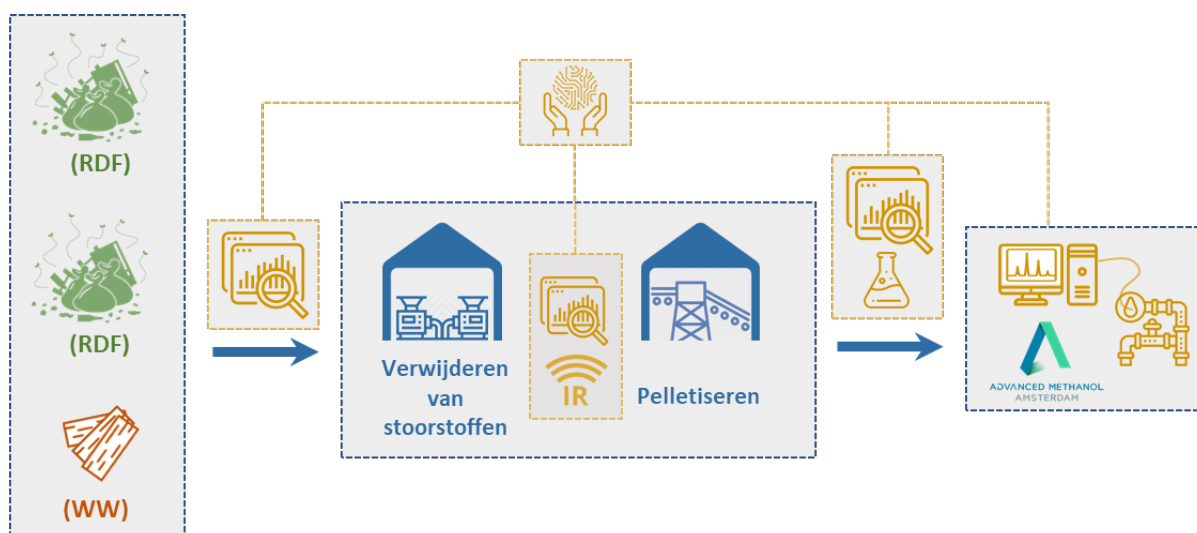 (RDF)
(RDF)
(WW)
Verwijderen
van
stoorstoffen
IR
Pelletiseren
ADVANCED METHANOL
AMSTERDAM